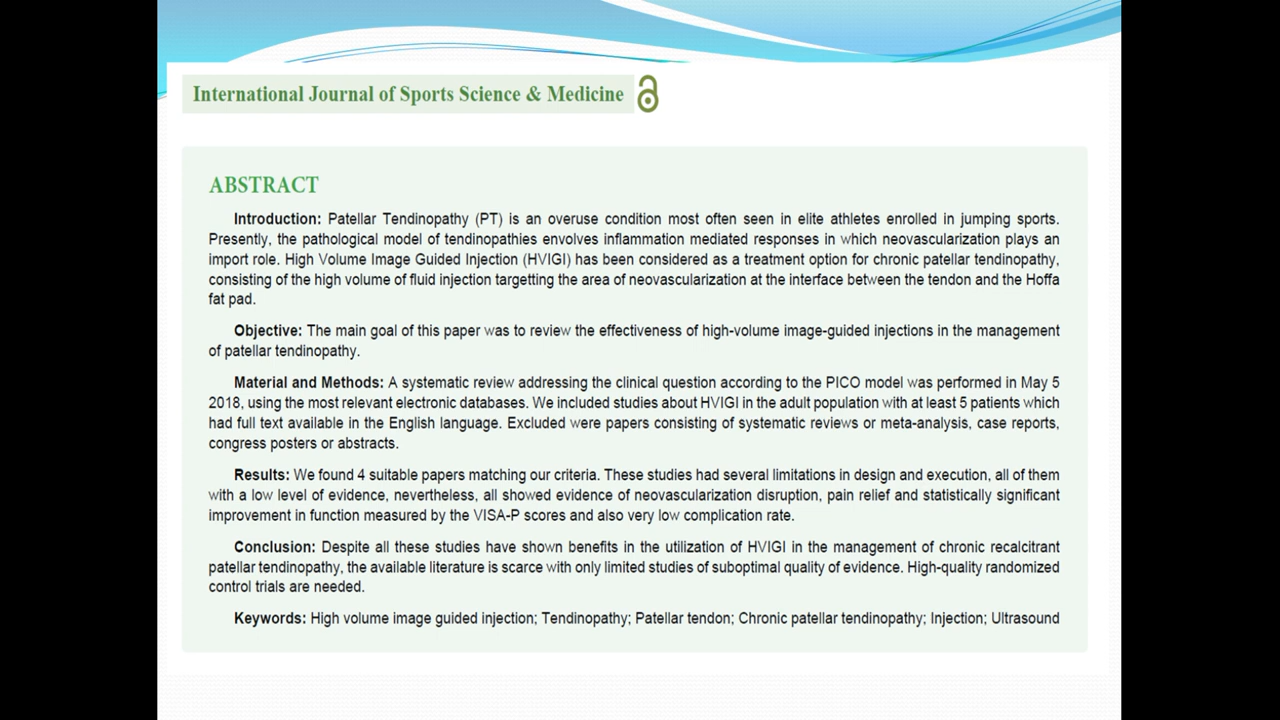 International Journal of Sports Science & Medicine
ABSTRACT
Introduction: Patellar Tendinopathy (PT) is an overuse condition most often seen in elite athletes enrolled in jumping sports.
Presently, the pathological model of tendinopathies envolves inflammation mediated responses in which neovascularization plays an
import role. High Volume Image Guided Injection (HVIGI) has been considered as a treatment option for chronic patellar tendinopathy,
consisting of the high volume of fluid injection targetting the area of neovascularization at the interface between the tendon and the Hoffa
fat pad.
Objective: The main goal of this paper was to review the effectiveness of high-volume image-guided injections in the management
of patellar tendinopathy.
Material and Methods: A systematic review addressing the clinical question according to the PICO model was performed in May 5
2018, using the most relevant electronic databases. We included studies about HVIGI in the adult population with at least 5 patients which
had full text available in the English language. Excluded were papers consisting of systematic reviews or meta-analysis, case reports,
congress posters or abstracts.
Results: We found 4 suitable papers matching our criteria. These studies had several limitations in design and execution, all of them
with a low level of evidence, nevertheless, all showed evidence of neovascularization disruption, pain relief and statistically significant
improvement in function measured by the VISA-P scores and also very low complication rate.
Conclusion: Despite all these studies have shown benefits in the utilization of HVIGI in the management of chronic recalcitrant
patellar tendinopathy, the available literature is scarce with only limited studies of suboptimal quality of evidence. High-quality randomized
control trials are needed.
Keywords: High volume image guided injection; Tendinopathy; Patellar tendon; Chronic patellar tendinopathy; Injection; Ultrasound